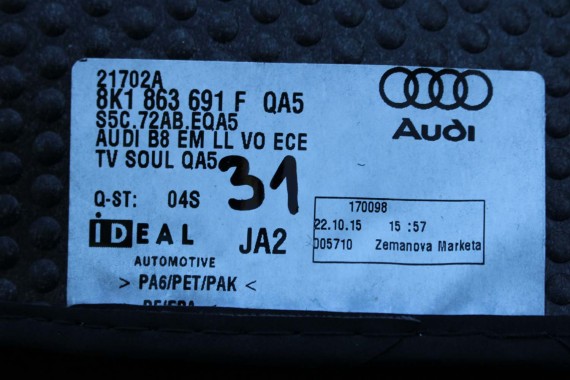 21702A
8K1 863 691 F QA5
S5C.72AB.EQA5
AUDI B8 EM LL VO ECE
TV SOUL QA5
31
Audi
Q-ST: 04S
iDEAL
AUTOMOTIVE
JA2
170098
22.10.15 15:57
005710 Zemanova Marketa
> PA6/PET/PAK <